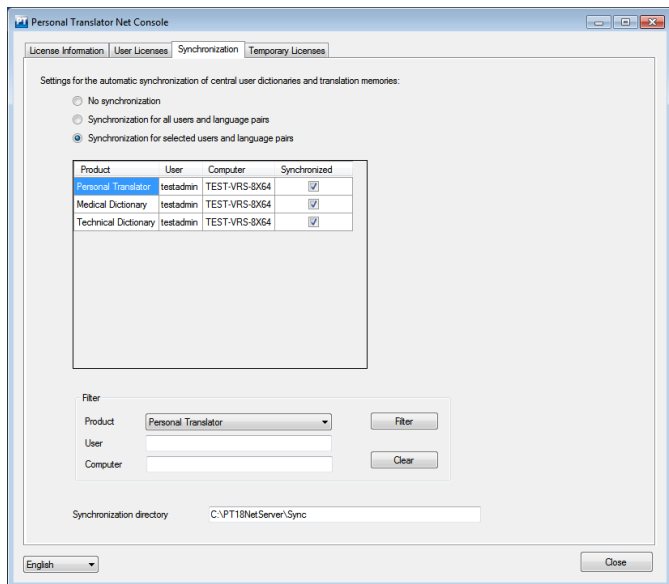 PT Personal Translator Net Console
License Information User Licenses Synchronization Temporary Licenses
Settings for the automatic synchronization of central user dictionaries and translation memories:
No synchronization
Synchronization for all users and language pairs
Synchronization for selected users and language pairs
Product User Computer Synchronized
Personal Translator testadmin TEST-VRS-8X64
Medical Dictionary testadmin TEST-VRS-8X64
Technical Dictionary testadmin TEST-VRS-8X64
Filter
Product Personal Translator Filter
User
Computer Clear
Synchronization directory C:\PT18NetServer\Sync
English Close